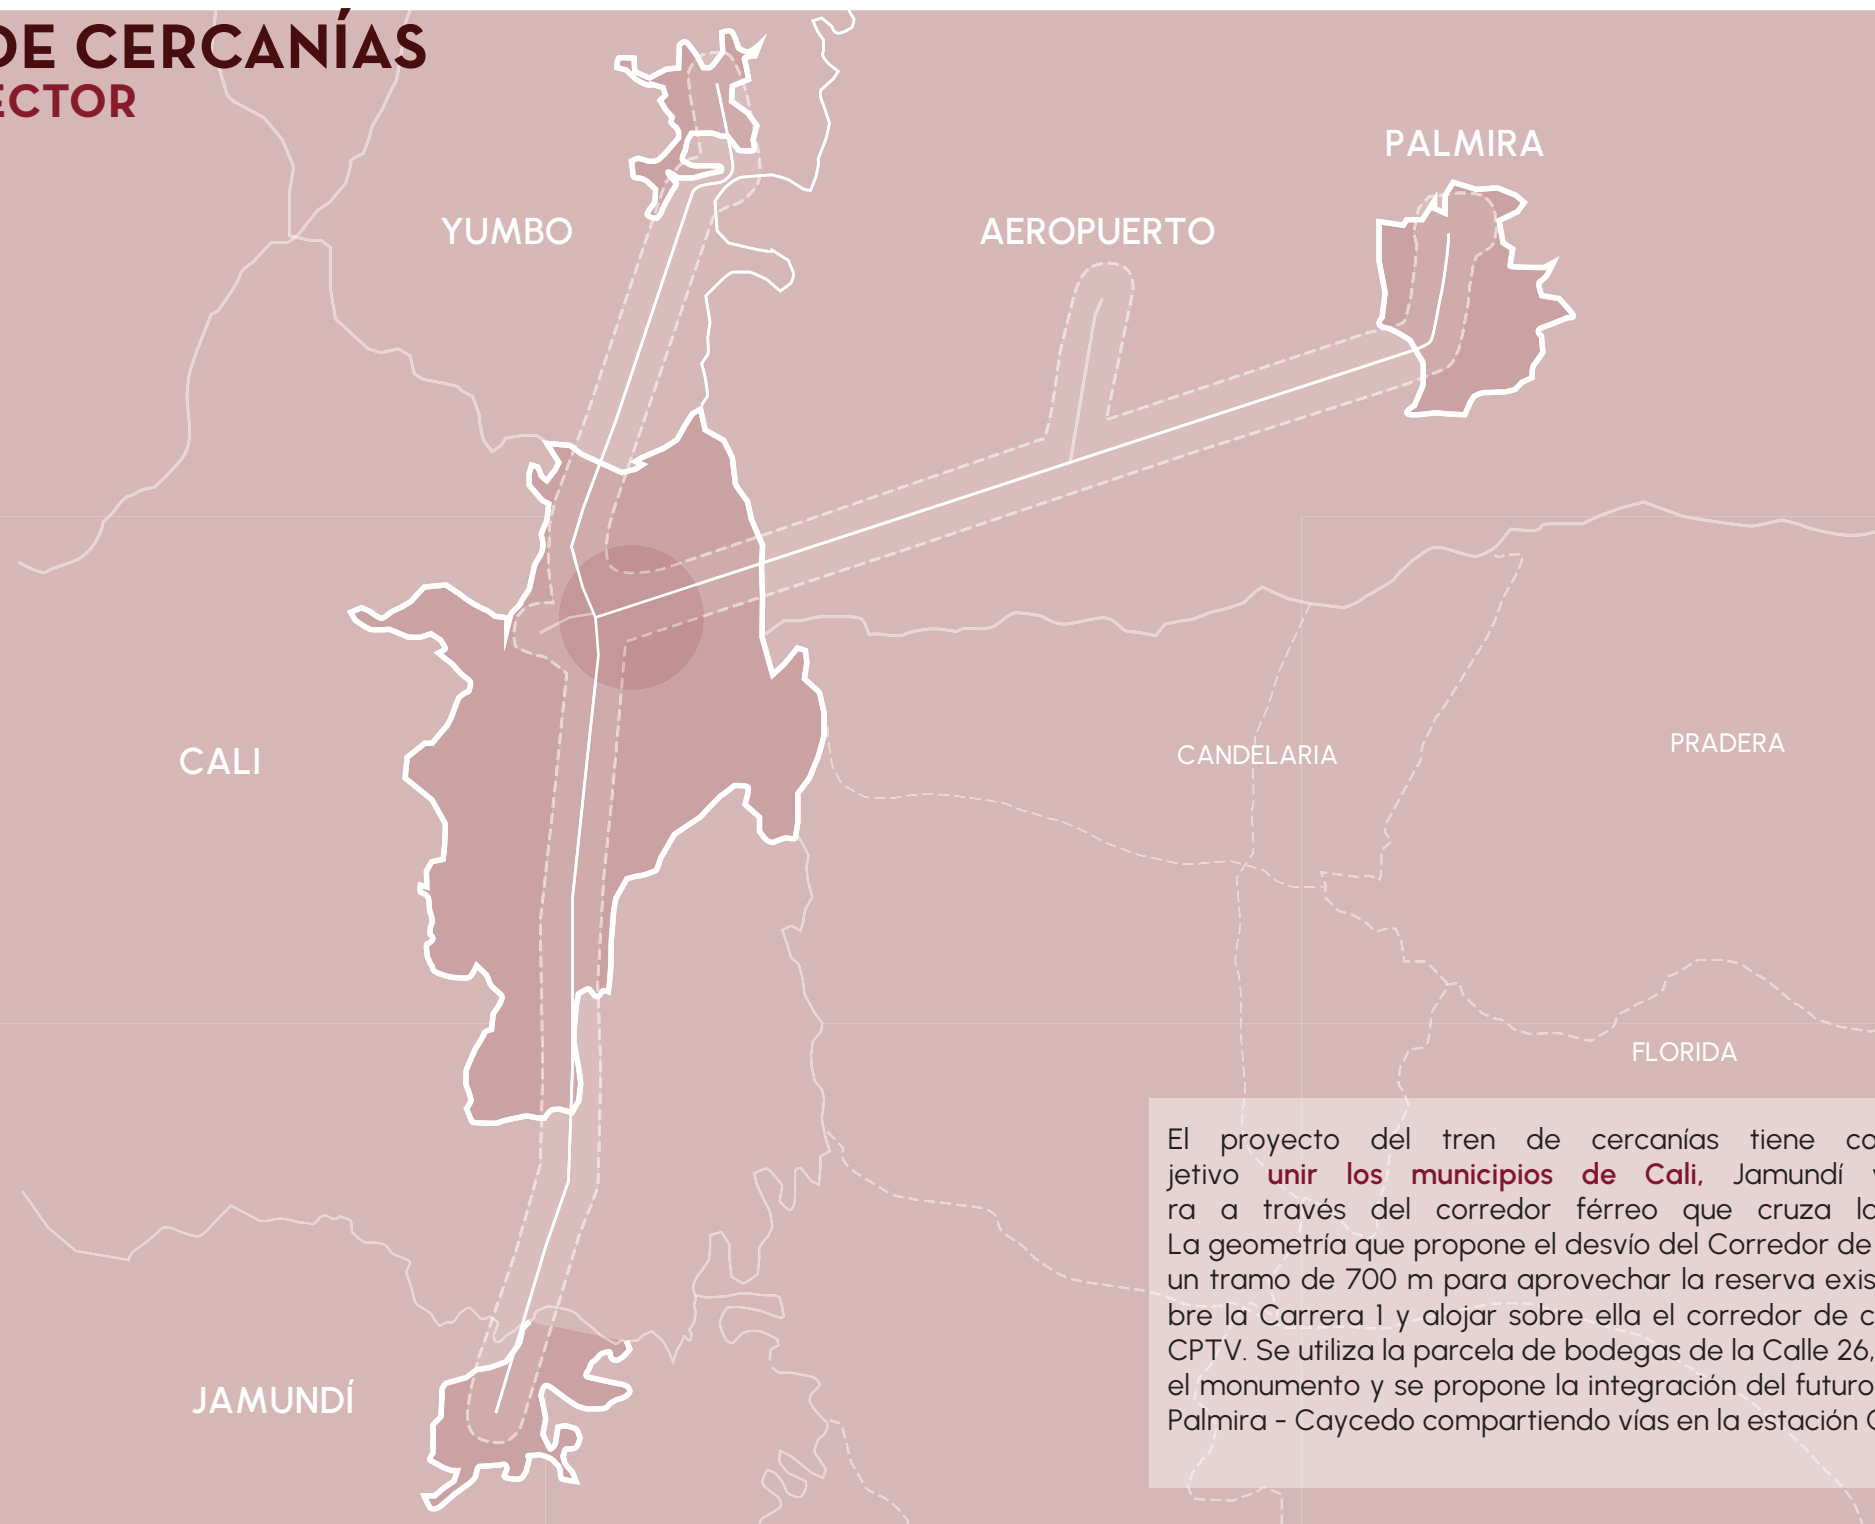 DE CERCANÍAS
ECTOR
PALMIRA
YUMBO
AEROPUERTO
CALI
CANDELARIA
PRADERA
FLORIDA
JAMUNDÍ
El proyecto del tren de cercanías tiene co
jetivo unir los municipios de Cali, Jamundí
ra a través del corredor férreo que cruza la
La geometría que propone el desvío del Corredor de
un tramo de 700 m para aprovechar la reserva exis
bre la Carrera 1 y alojar sobre ella el corredor de c
CPTV. Se utiliza la parcela de bodegas de la Calle 26,
el monumento y se propone la integración del futuro
Palmira - Caycedo compartiendo vías en la estación